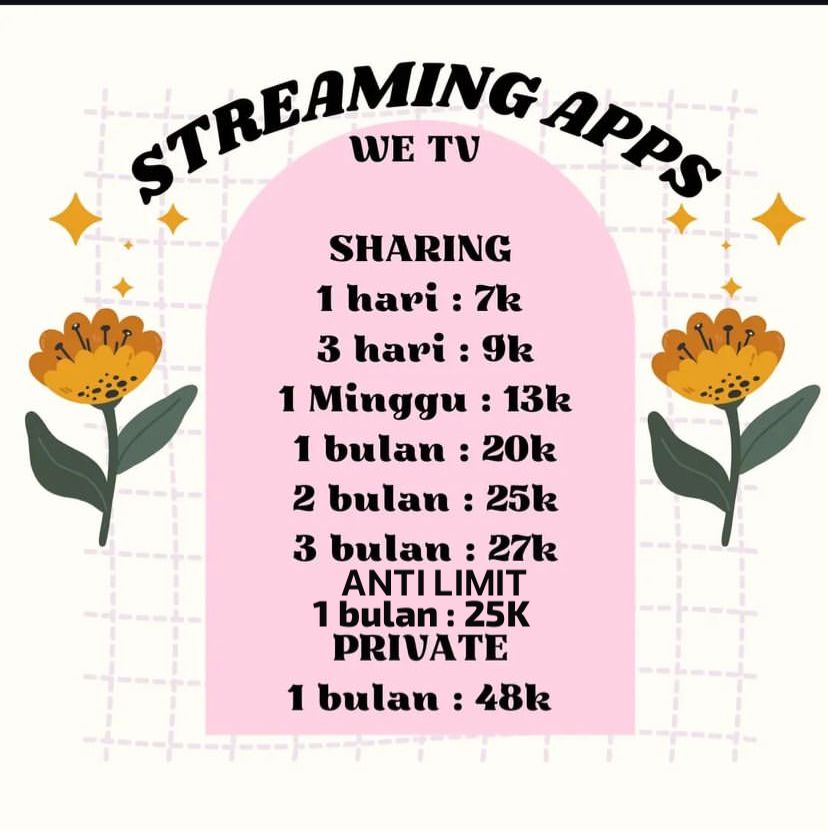 STREAMING APPS
WE TV
SHARING
1 hari : 7k
3 hari : 9k
1 Minggu : 13k
1 bulan : 20k
2 bulan : 25k
3 bulan : 27k
ANTI LIMIT
1 bulan : 25K
PRIVATE
1 bulan : 48k